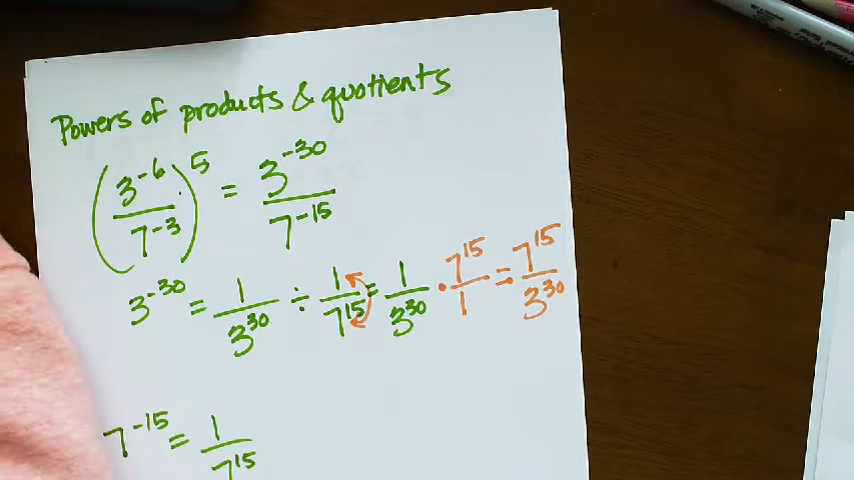 Powers of products & quotients
(3^-6 / 7^-3)^5 = 3^-30 / 7^-15
3^-30 = 1/3^30 ÷ 1/7^15 = 1/3^30 · 7^15/1 = 7^15/3^30
7^-15 = 1/7^15